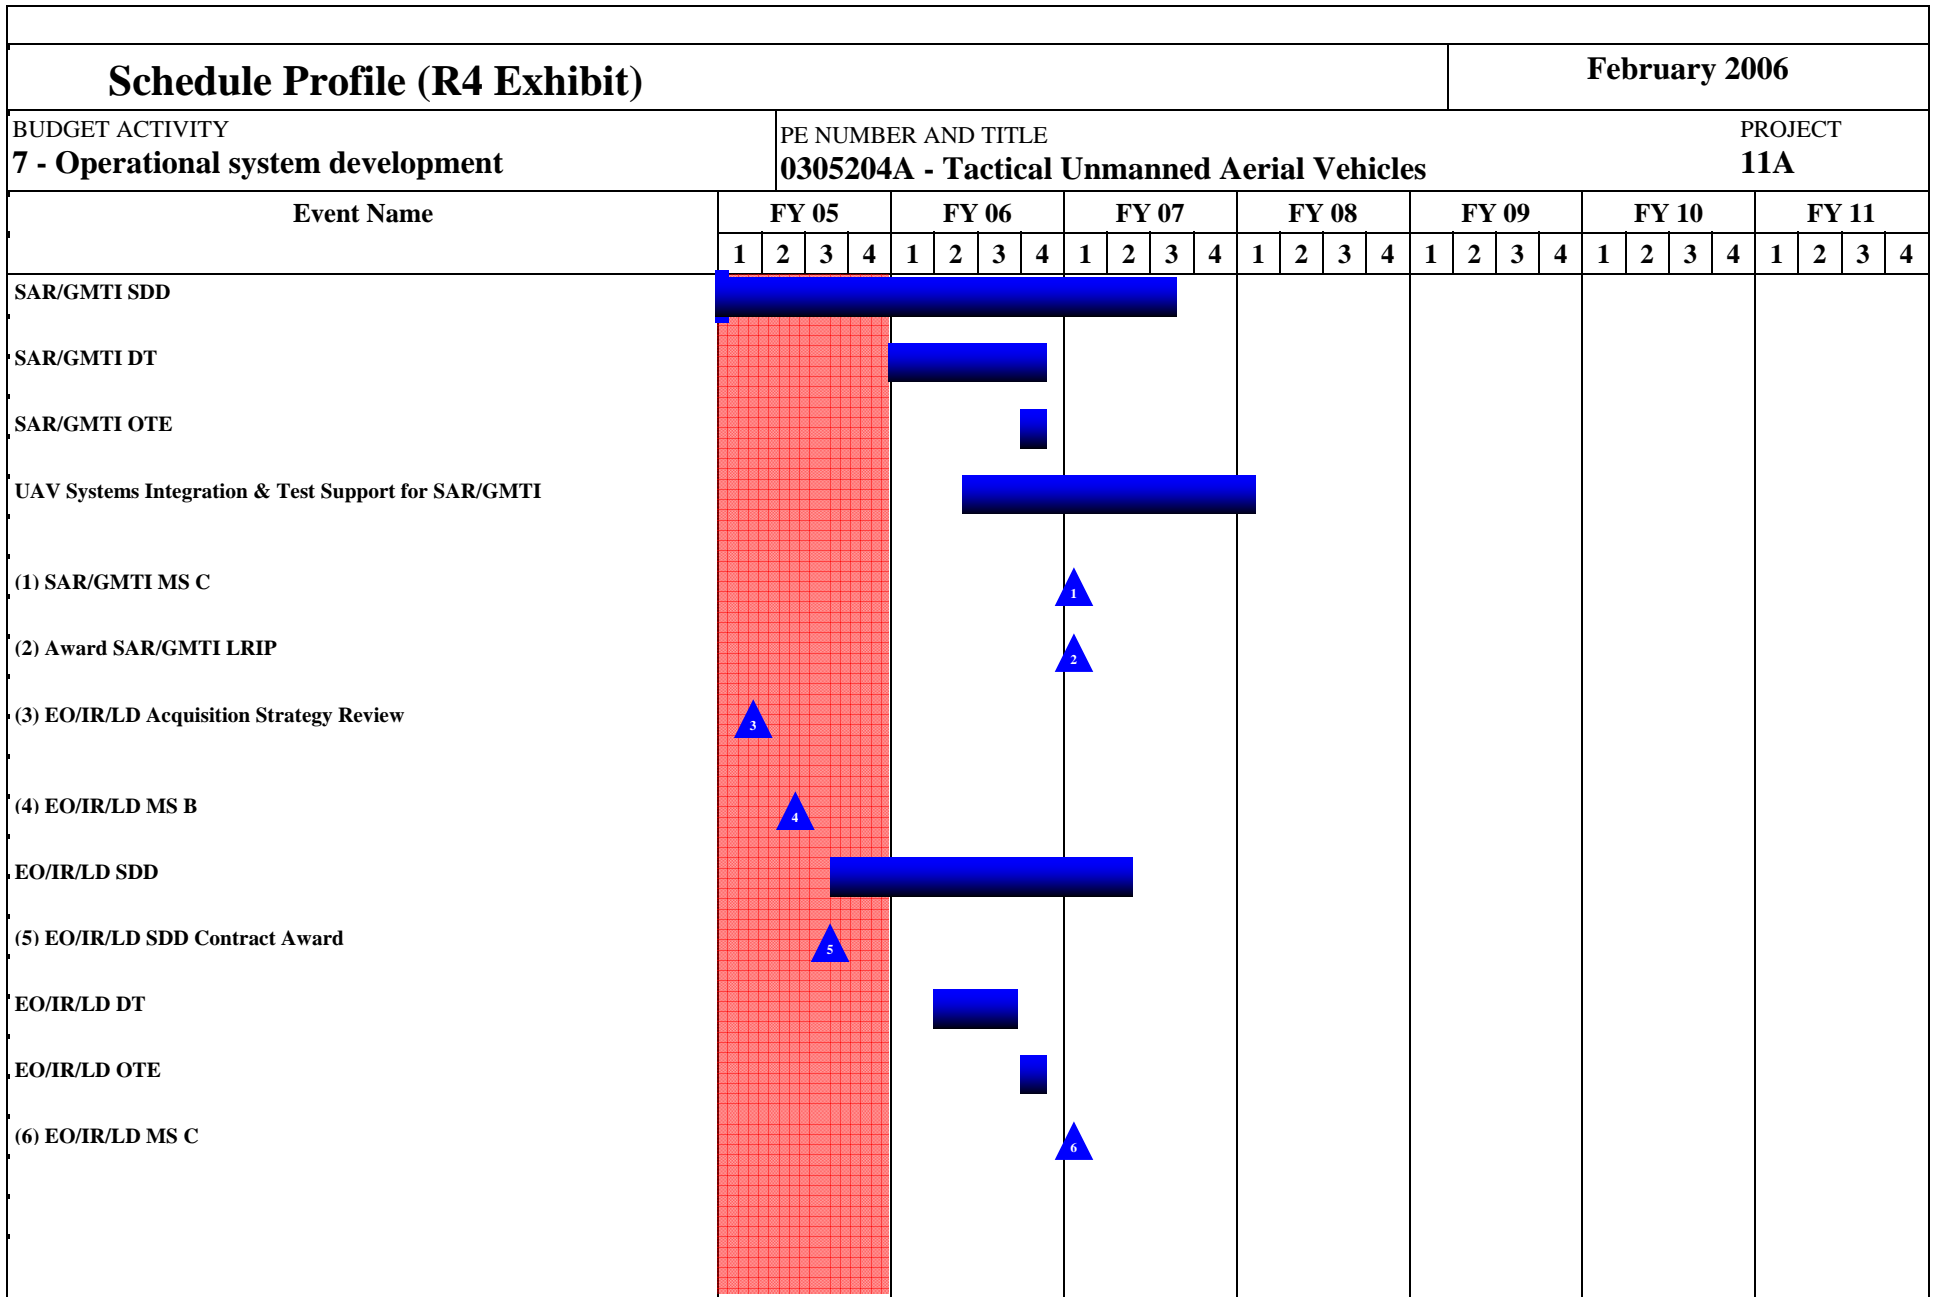 Schedule Profile (R4 Exhibit)
February 2006
BUDGET ACTIVITY
7 - Operational system development
PE NUMBER AND TITLE
0305204A - Tactical Unmanned Aerial Vehicles
PROJECT
11A
Event Name FY 05 FY 06 FY 07 FY 08 FY 09 FY 10 FY 11
1 2 3 4 1 2 3 4 1 2 3 4 1 2 3 4 1 2 3 4 1 2 3 4 1 2 3 4
SAR/GMTI SDD
SAR/GMTI DT
SAR/GMTI OTE
UAV Systems Integration & Test Support for SAR/GMTI
(1) SAR/GMTI MS C
1
(2) Award SAR/GMTI LRIP
2
(3) EO/IR/LD Acquisition Strategy Review
3
(4) EO/IR/LD MS B
4
EO/IR/LD SDD
(5) EO/IR/LD SDD Contract Award
5
EO/IR/LD DT
EO/IR/LD OTE
(6) EO/IR/LD MS C
6